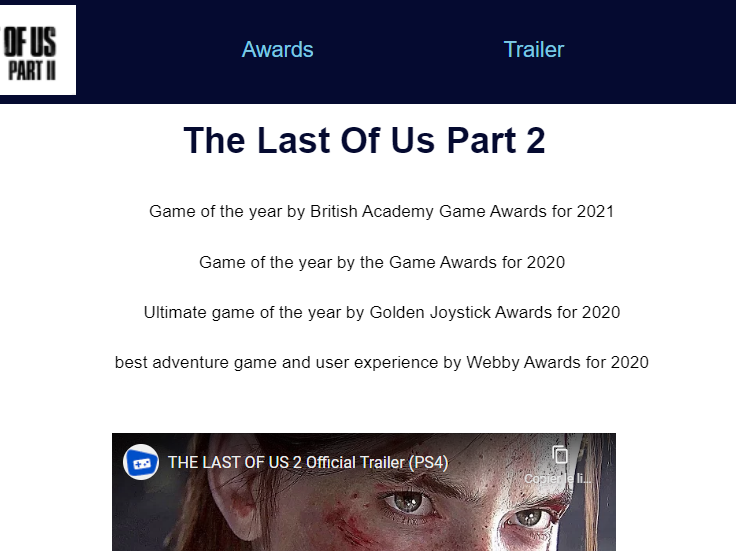 OF US
PART II
Awards
Trailer
The Last Of Us Part 2
Game of the year by British Academy Game Awards for 2021
Game of the year by the Game Awards for 2020
Ultimate game of the year by Golden Joystick Awards for 2020
best adventure game and user experience by Webby Awards for 2020
THE LAST OF US 2 Official Trailer (PS4)
Copier le li...